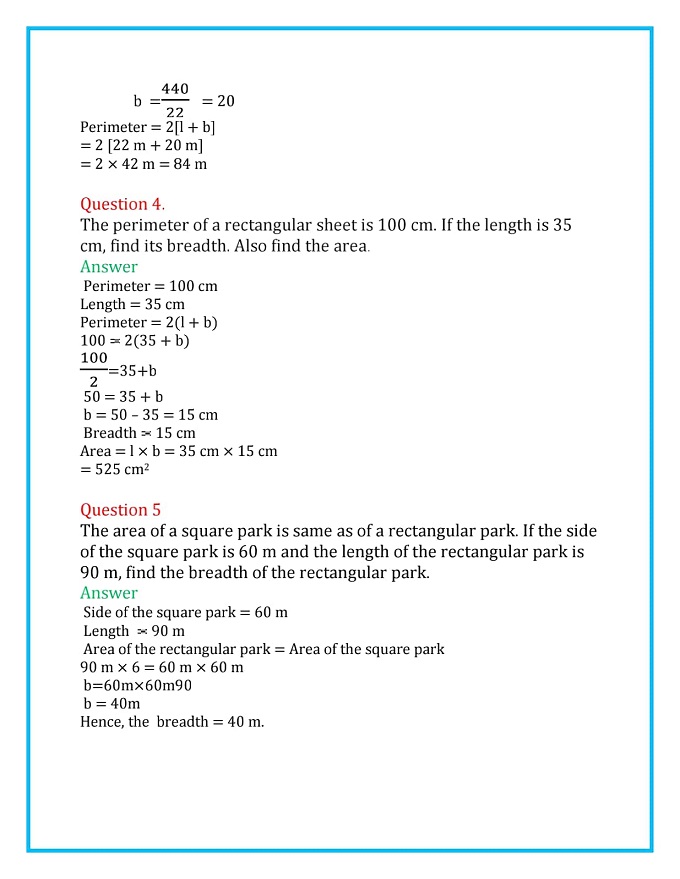 b = 440/22 = 20
Perimeter = 2[l + b]
= 2 [22 m + 20 m]
= 2 × 42 m = 84 m
Question 4.
The perimeter of a rectangular sheet is 100 cm. If the length is 35
cm, find its breadth. Also find the area.
Answer
Perimeter = 100 cm
Length = 35 cm
Perimeter = 2(l + b)
100 ≍ 2(35 + b)
100/2 =35+b
50 = 35 + b
b = 50 – 35 = 15 cm
Breadth ≍ 15 cm
Area = l × b = 35 cm × 15 cm
= 525 cm²
Question 5
The area of a square park is same as of a rectangular park. If the side
of the square park is 60 m and the length of the rectangular park is
90 m, find the breadth of the rectangular park.
Answer
Side of the square park = 60 m
Length ≍ 90 m
Area of the rectangular park = Area of the square park
90 m × 6 = 60 m × 60 m
b=60m×60m90
b = 40m
Hence, the breadth = 40 m.